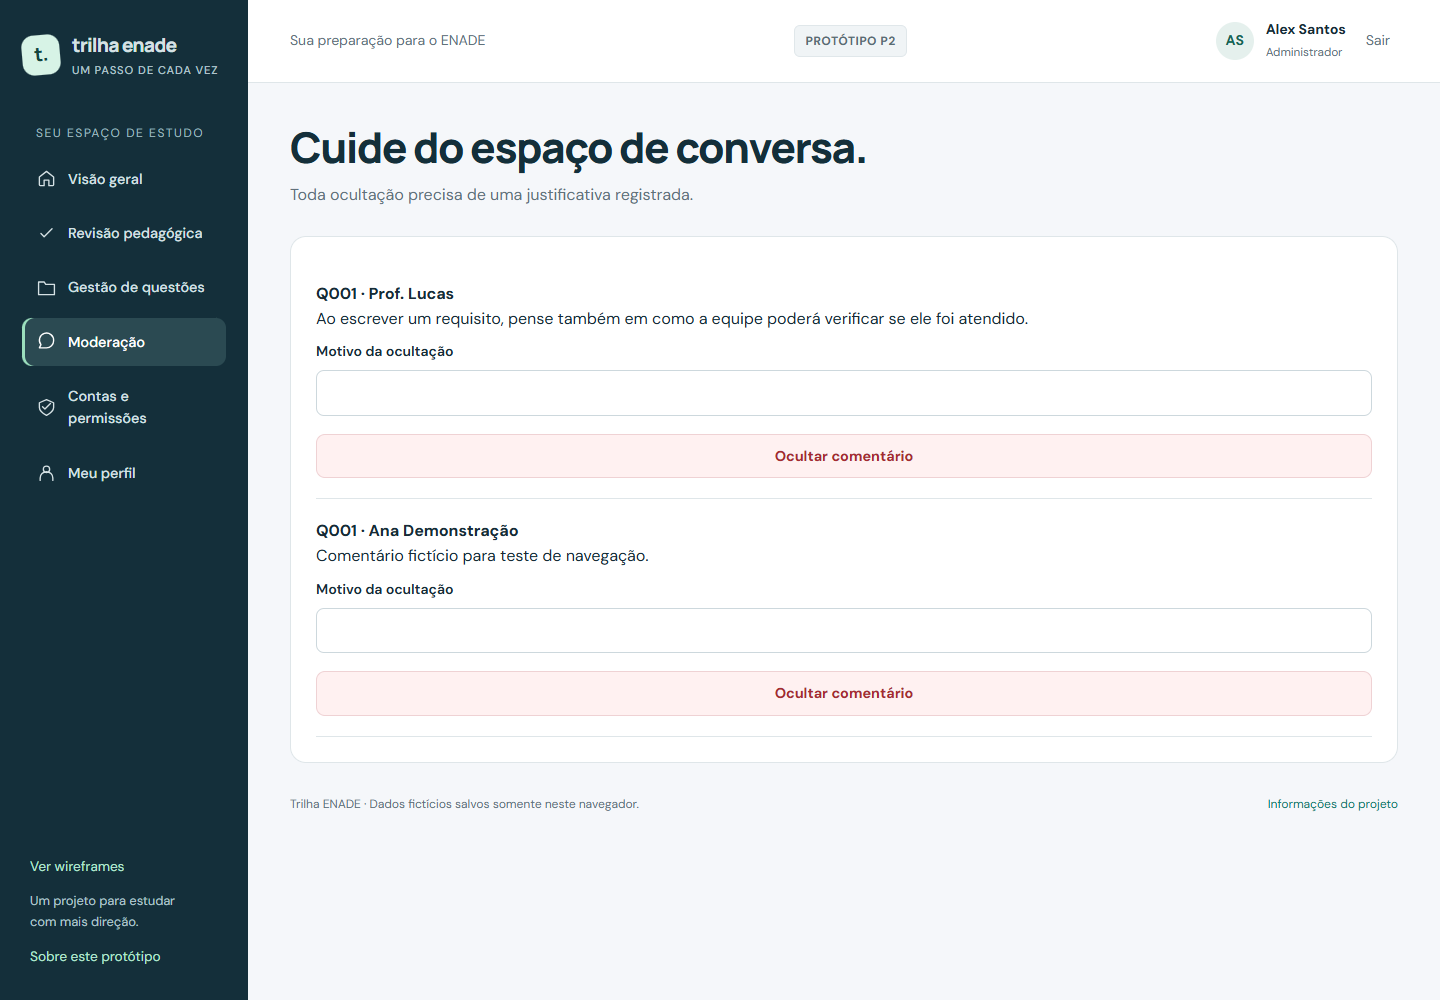 t.
trilha enade
UM PASSO DE CADA VEZ
SEU ESPAÇO DE ESTUDO
Visão geral
Revisão pedagógica
Gestão de questões
Moderação
Contas e
permissões
Meu perfil
Ver wireframes
Um projeto para estudar
com mais direção.
Sobre este protótipo
Sua preparação para o ENADE
PROTÓTIPO P2
AS
Alex Santos
Administrador
Sair
Cuide do espaço de conversa.
Toda ocultação precisa de uma justificativa registrada.
Q001 · Prof. Lucas
Ao escrever um requisito, pense também em como a equipe poderá verificar se ele foi atendido.
Motivo da ocultação
Ocultar comentário
Q001 · Ana Demonstração
Comentário fictício para teste de navegação.
Motivo da ocultação
Ocultar comentário
Trilha ENADE · Dados fictícios salvos somente neste navegador.
Informações do projeto